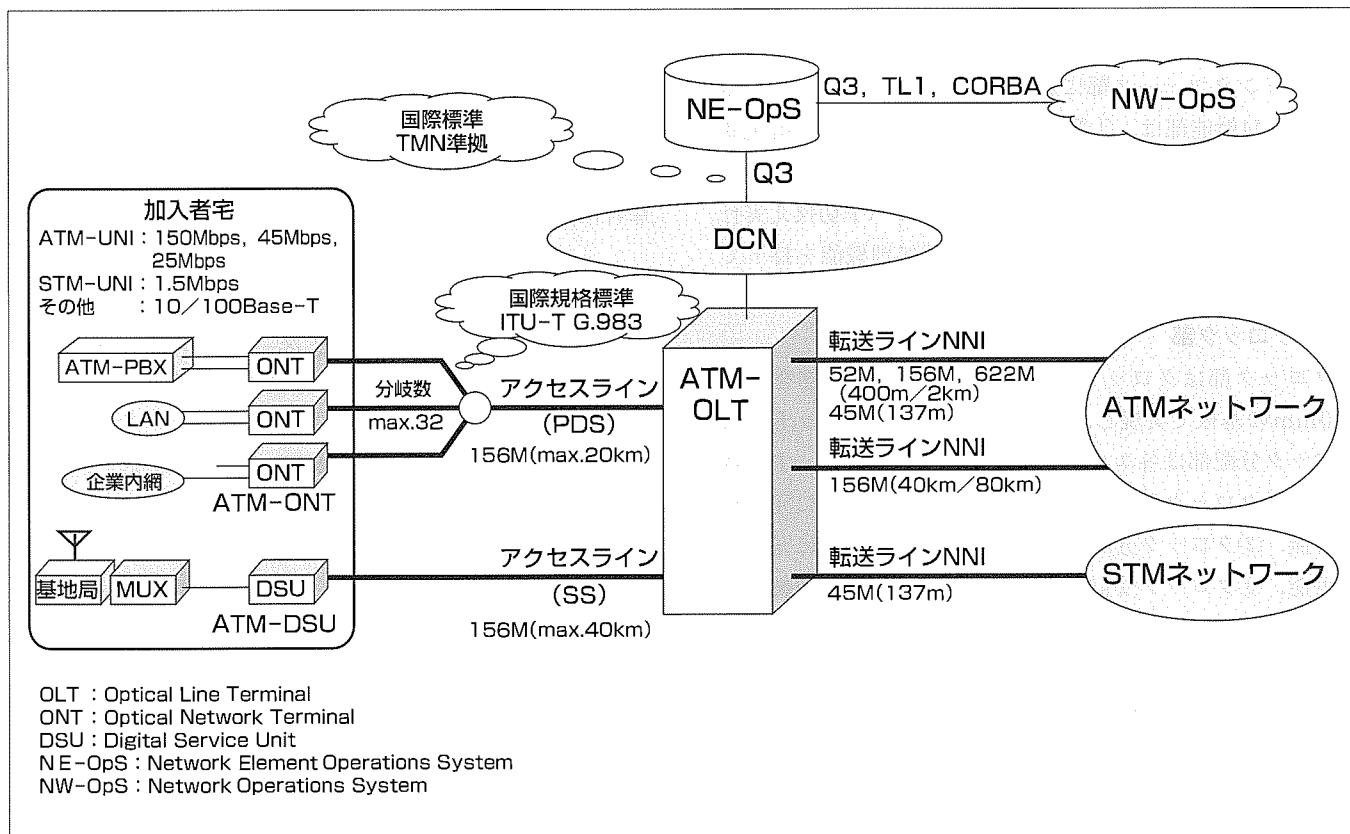 NE-OpS
Q3, TL1, CORBA
NW-OpS
国際標準
TMN準拠
Q3
DCN
加入者宅
ATM-UNI：150Mbps, 45Mbps,
25Mbps
STM-UNI：1.5Mbps
その他　：10／100Base-T
国際規格標準
ITU-T G.983
ATM-PBX
ONT
LAN
ONT
企業内網
ONT
ATM-ONT
分岐数
max.32
アクセスライン
(PDS)
156M(max.20km)
ATM-
OLT
転送ラインNNI
52M, 156M, 622M
(400m／2km)
45M(137m)
ATMネットワーク
転送ラインNNI
156M(40km／80km)
基地局
MUX
DSU
ATM-DSU
アクセスライン
(SS)
156M(max.40km)
転送ラインNNI
45M(137m)
STMネットワーク
OLT：Optical Line Terminal
ONT：Optical Network Terminal
DSU：Digital Service Unit
NE-OpS：Network Element Operations System
NW-OpS：Network Operations System